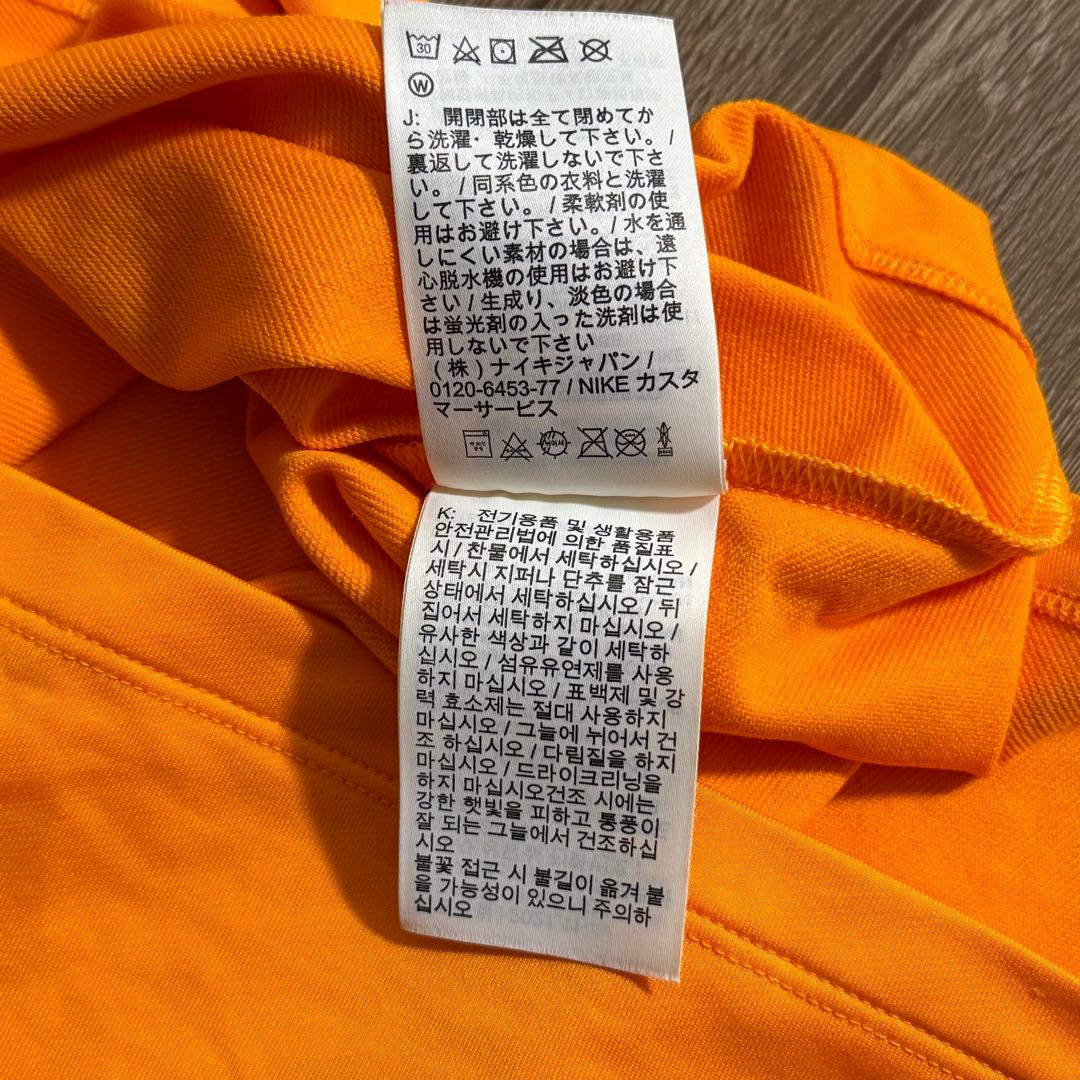 30
W
J: 開閉部は全て閉めてか
ら洗濯・乾燥して下さい。/
裏返して洗濯しないで下さ
い。/同系色の衣料と洗濯
して下さい。/柔軟剤の使
用はお避け下さい。/水を通
しにくい素材の場合は、遠
心脱水機の使用はお避け下
さい/生成り、淡色の場合
は蛍光剤の入った洗剤は使
用しないで下さい
(株)ナイキジャパン/
0120-6453-77/NIKE カスタ
マーサービス
K: 전기용품 및 생활용품
안전관리법에 의한 품질표
시/찬물에서 세탁하십시오/
세탁시 지퍼나 단추를 잠근
상태에서 세탁하십시오/뒤
집어서 세탁하지 마십시오/
유사한 색상과 같이 세탁하
십시오/섬유유연제를 사용
하지 마십시오/표백제 및 강
력 효소제는 절대 사용하지
마십시오/그늘에 뉘어서 건
조 하십시오/다림질을 하지
마십시오/드라이크리닝을
하지 마십시오건조 시에는
강한 햇빛을 피하고 통풍이
잘 되는 그늘에서 건조하십
시오
불꽃 접근 시 불길이 옮겨 붙
을 가능성이 있으니 주의하
십시오